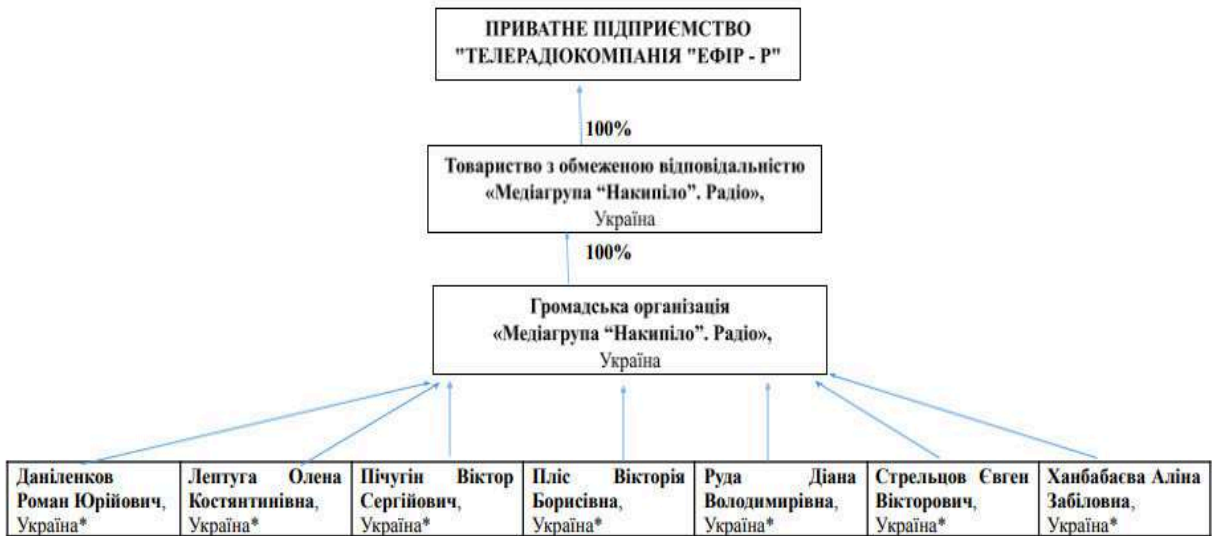 ПРИВАТНЕ ПІДПРИЄМСТВО
"ТЕЛЕРАДІОКОМПАНІЯ "ЕФІР - Р"
100%
Товариство з обмеженою відповідальністю
«Медіагрупа “Накипіло”. Радіо»,
Україна
100%
Громадська організація
«Медіагрупа “Накипіло”. Радіо»,
Україна
Даніленков
Роман Юрійович,
Україна*
Лептуга Олена
Костянтинівна,
Україна*
Пічугін Віктор
Сергійович,
Україна*
Пліс Вікторія
Борисівна,
Україна*
Руда Діана
Володимирівна,
Україна*
Стрельцов Євген
Вікторович,
Україна*
Ханбабаєва Аліна
Забіловна,
Україна*